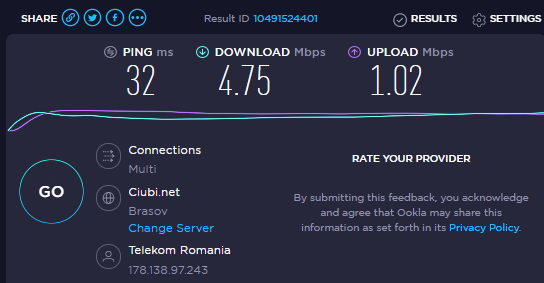 SHARE
Result ID 10491524401
RESULTS
SETTINGS
PING ms
32
DOWNLOAD Mbps
4.75
UPLOAD Mbps
1.02
GO
Connections
Multi
Ciubi.net
Brasov
Change Server
Telekom Romania
178.138.97.243
RATE YOUR PROVIDER
By submitting this feedback, you acknowledge
and agree that Ookla may share this
information as set forth in its Privacy Policy.